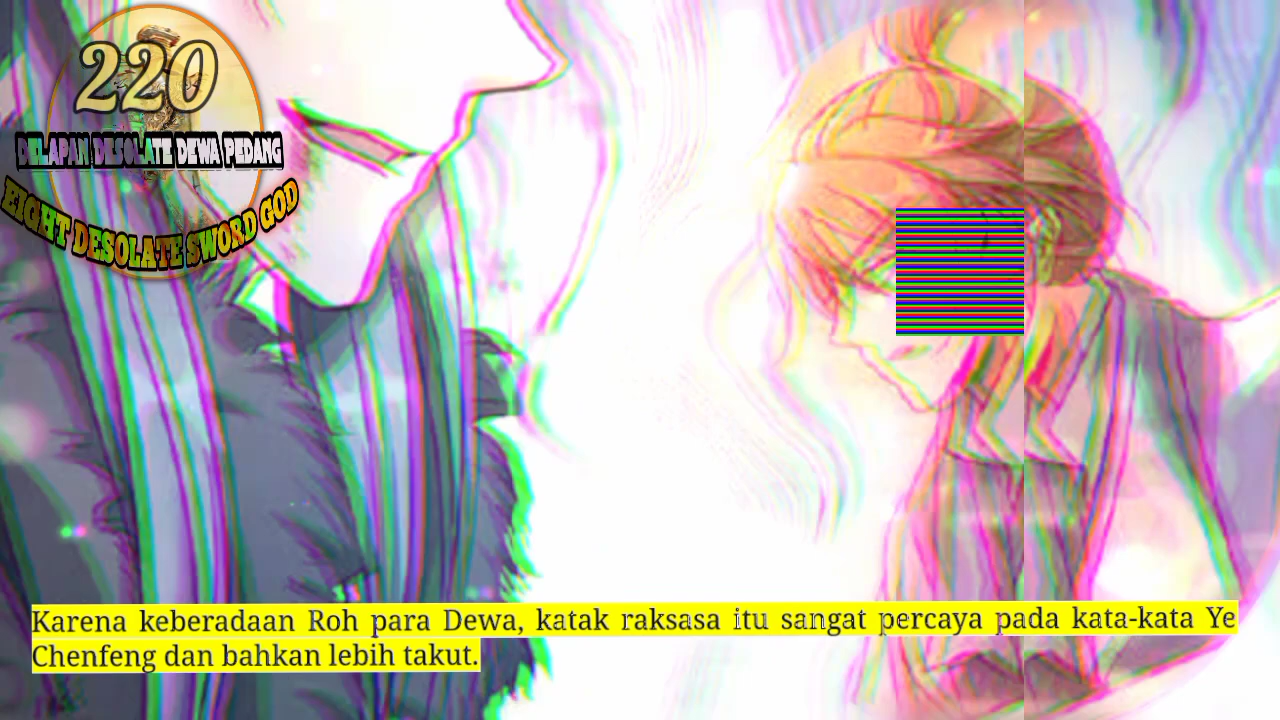 220
DELAPAN DESOLATE DEWA PEDANG
EIGHT DESOLATE SWORD GOD
Karena keberadaan Roh para Dewa, katak raksasa itu sangat percaya pada kata-kata Ye
Chenfeng dan bahkan lebih takut.